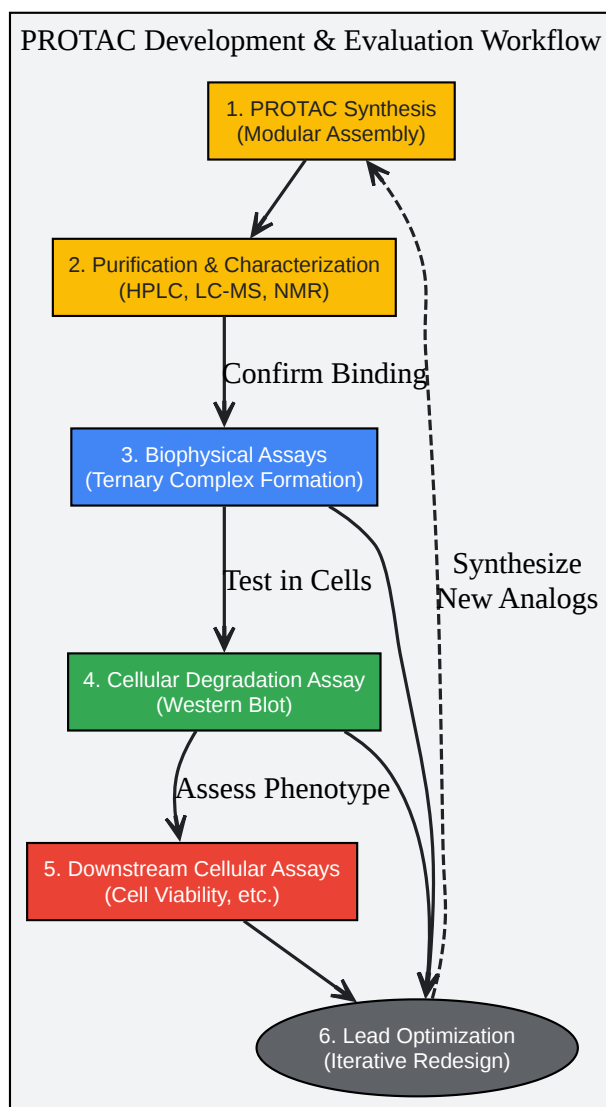 PROTAC Development & Evaluation Workflow
1. PROTAC Synthesis
(Modular Assembly)
2. Purification & Characterization
(HPLC, LC-MS, NMR)
Confirm Binding
3. Biophysical Assays
(Ternary Complex Formation)
Test in Cells
Synthesize
New Analogs
4. Cellular Degradation Assay
(Western Blot)
Assess Phenotype
5. Downstream Cellular Assays
(Cell Viability, etc.)
6. Lead Optimization
(Iterative Redesign)